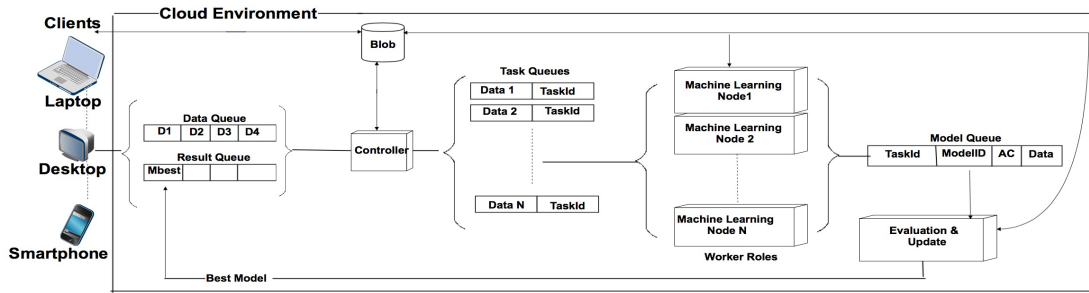 Cloud Environment
Clients
Blob
Laptop
Desktop
Smartphone
Data Queue
D1 D2 D3 D4
Result Queue
Mbest
Controller
Task Queues
Data 1 TaskId
Data 2 TaskId
Data N TaskId
Machine Learning
Node1
Machine Learning
Node 2
Machine Learning
Node N
Worker Roles
Model Queue
TaskId ModelID AC Data
Evaluation &
Update
Best Model